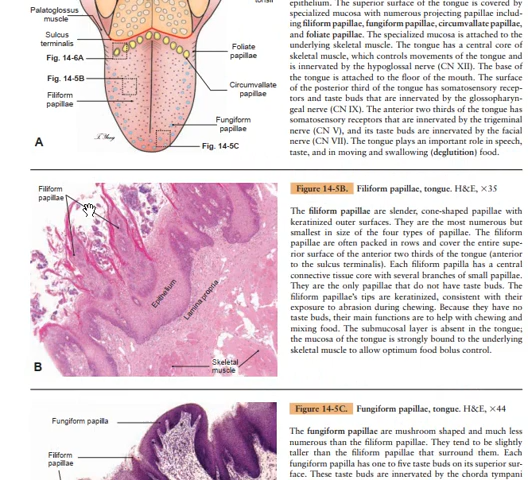 Palatoglossus
muscle
Sulcus
terminalis
Fig. 14-6A
Fig. 14-5B
Filiform
papillae
Foliate
papillae
Circumvallate
papillae
Fungiform
papillae
Fig. 14-5C
A
epithelium. The superior surface of the tongue is covered by
specialized mucosa with numerous projecting papillae includ-
ing filiform papillae, fungiform papillae, circumvallate papillae,
and foliate papillae. The specialized mucosa is attached to the
underlying skeletal muscle. The tongue has a central core of
skeletal muscle, which controls movements of the tongue and
is innervated by the hypoglossal nerve (CN XII). The base of
the tongue is attached to the floor of the mouth. The surface
of the posterior third of the tongue has somatosensory recep-
tors and taste buds that are innervated by the glossopharyn-
geal nerve (CN IX). The anterior two thirds of the tongue has
somatosensory receptors that are innervated by the trigeminal
nerve (CN V), and its taste buds are innervated by the facial
nerve (CN VII). The tongue plays an important role in speech,
taste, and in moving and swallowing (deglutition) food.
Filiform
papillae
Epithelium
Lamina propria
Skeletal
muscle
B
Figure 14-5B. Filiform papillae, tongue. H&E, ×35
The filiform papillae are slender, cone-shaped papillae with
keratinized outer surfaces. They are the most numerous but
smallest in size of the four types of papillae. The filiform
papillae are often packed in rows and cover the entire supe-
rior surface of the anterior two thirds of the tongue (anterior
to the sulcus terminalis). Each filiform papilla has a central
connective tissue core with several branches of small papillae.
They are the only papillae that do not have taste buds. The
filiform papillae's tips are keratinized, consistent with their
exposure to abrasion during chewing. Because they have no
taste buds, their main functions are to help with chewing and
mixing food. The submucosal layer is absent in the tongue;
the mucosa of the tongue is strongly bound to the underlying
skeletal muscle to allow optimum food bolus control.
Fungiform papilla
Filiform
papillae
Figure 14-5C. Fungiform papillae, tongue. H&E, ×44
The fungiform papillae are mushroom shaped and much less
numerous than the filiform papillae. They tend to be slightly
taller than the filiform papillae that surround them. Each
fungiform papilla has one to five taste buds on its superior sur-
face. These taste buds are innervated by the chorda tympani